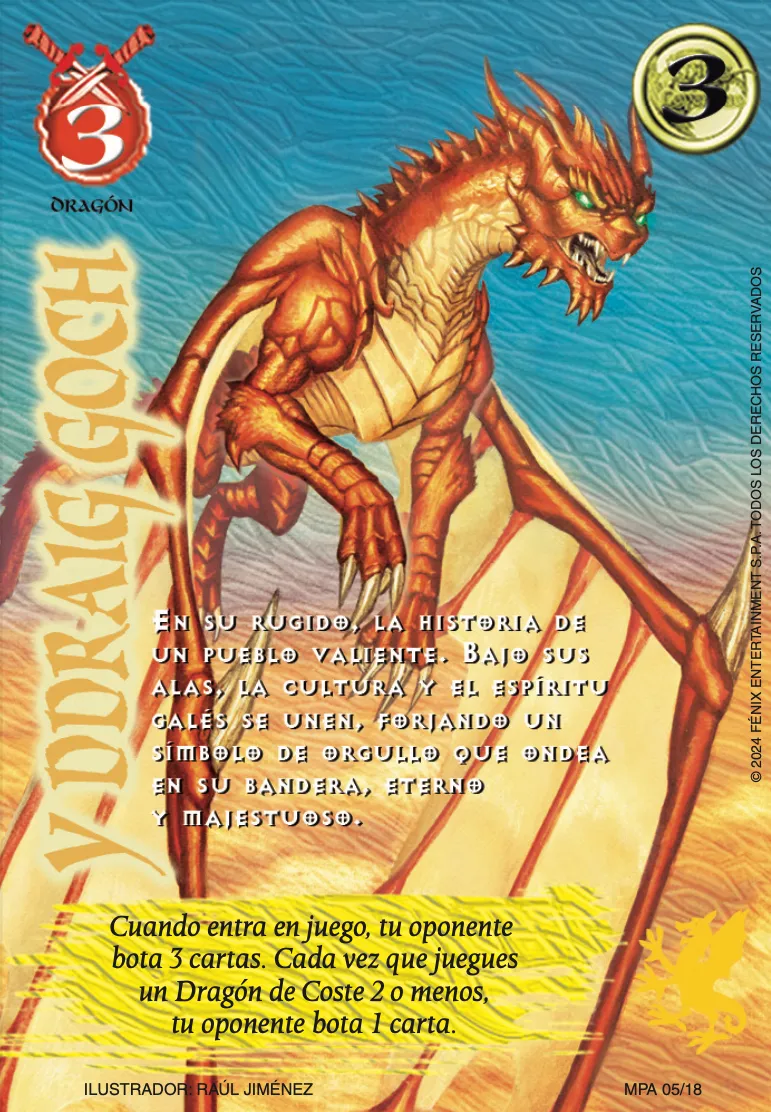 3
3
DRAGÓN
Y DDRAIG GOCH
En su rugido, la historia de
un pueblo valiente. Bajo sus
alas, la cultura y el espíritu
galés se unen, forjando un
símbolo de orgullo que ondea
en su bandera, eterno
y majestuoso.
Cuando entra en juego, tu oponente
bota 3 cartas. Cada vez que juegues
un Dragón de Coste 2 o menos,
tu oponente bota 1 carta.
ILUSTRADOR: RAÚL JIMÉNEZ
MPA 05/18
© 2024 FÉNIX ENTERTAINMENT S.P.A. TODOS LOS DERECHOS RESERVADOS